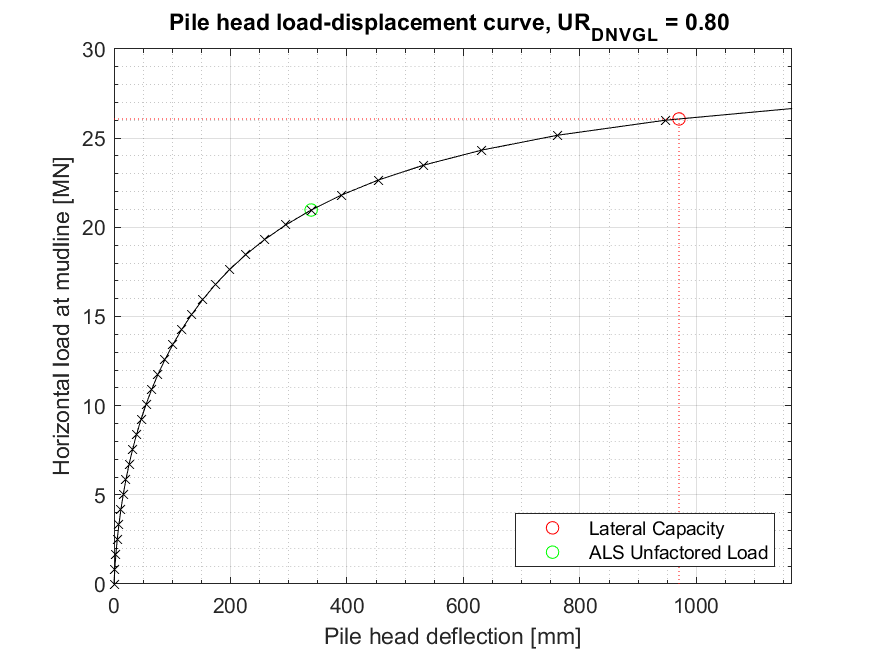 Pile head load-displacement curve, UR_DNVGL = 0.80
30
25
20
15
10
5
0
Horizontal load at mudline [MN]
Lateral Capacity
ALS Unfactored Load
0 200 400 600 800 1000
Pile head deflection [mm]